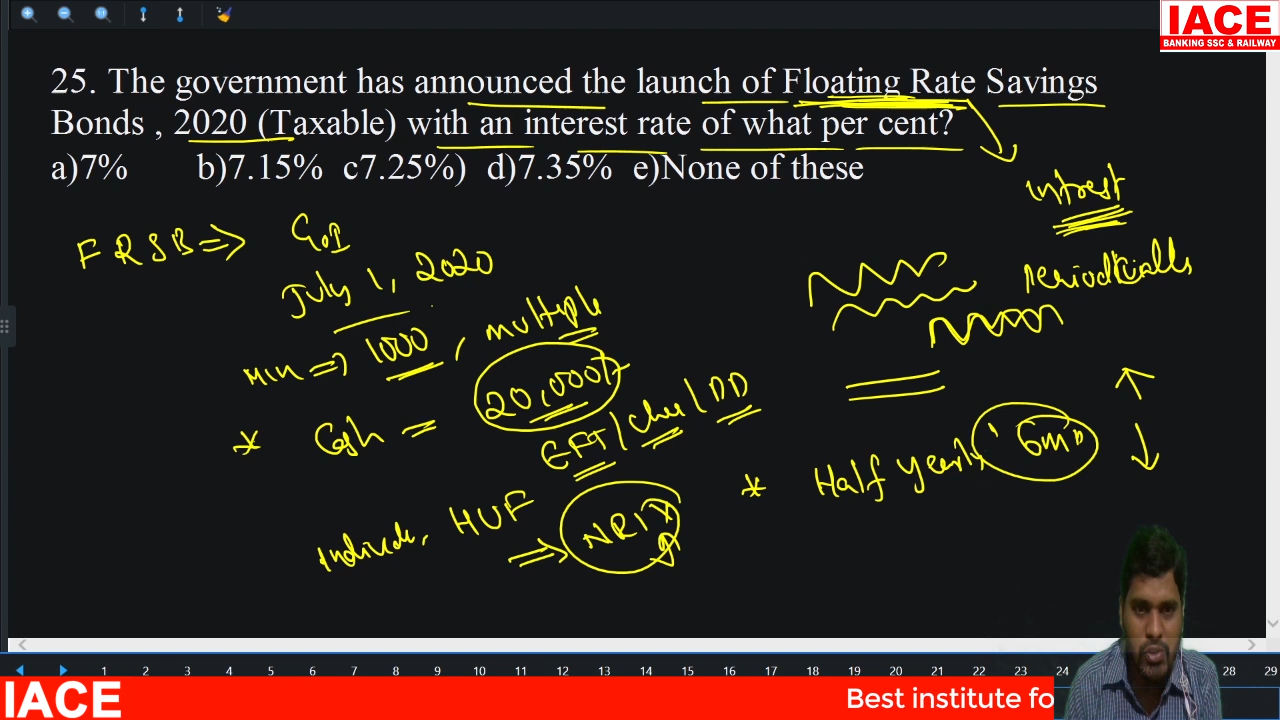 IACE
BANKING SSC & RAILWAY
25. The government has announced the launch of Floating Rate Savings
Bonds , 2020 (Taxable) with an interest rate of what per cent?
a)7% b)7.15% c7.25%) d)7.35% e)None of these
Intrest
FRSB ⇒ GoI
July 1, 2020
Periodically
Min ⇒ 1000, multiple
* Cash = 20,000/-
EFT/ /DD
* Half yearly '6m'
HUF
⇒ NRI X
1 2 3 4 5 6 7 8 9 10 11 12 13 14 15 16 17 18 19 20 21 22 23 24 28 29
IACE
Best institute fo